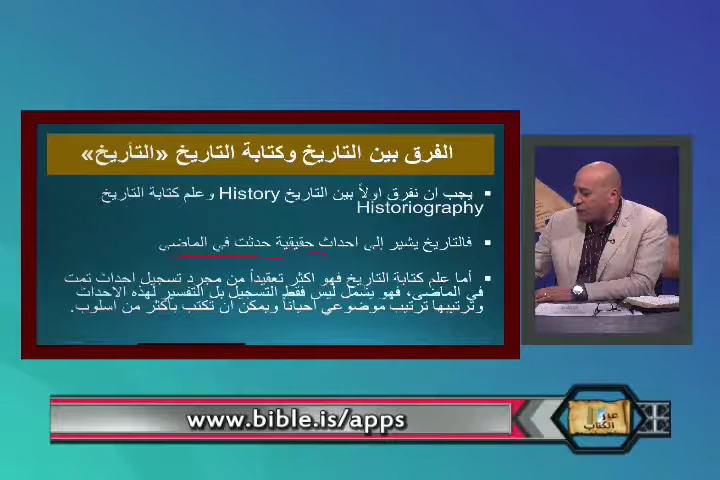 الفرق بين التاريخ وكتابة التاريخ «التأريخ»
يجب ان نفرق اولاً بين التاريخ History وعلم كتابة التاريخ
Historiography
فالتاريخ يشير إلى احداث حقيقية حدثت في الماضي
أما علم كتابة التاريخ فهو اكثر تعقيداً من مجرد تسجيل احداث تمت
في الماضي، فهو يشمل ليس فقط التسجيل بل التفسير لهذه الاحداث
وترتيبها ترتيب موضوعي احياناً ويمكن ان تكتب بأكثر من اسلوب.
www.bible.is/apps
عبر
الكتاب